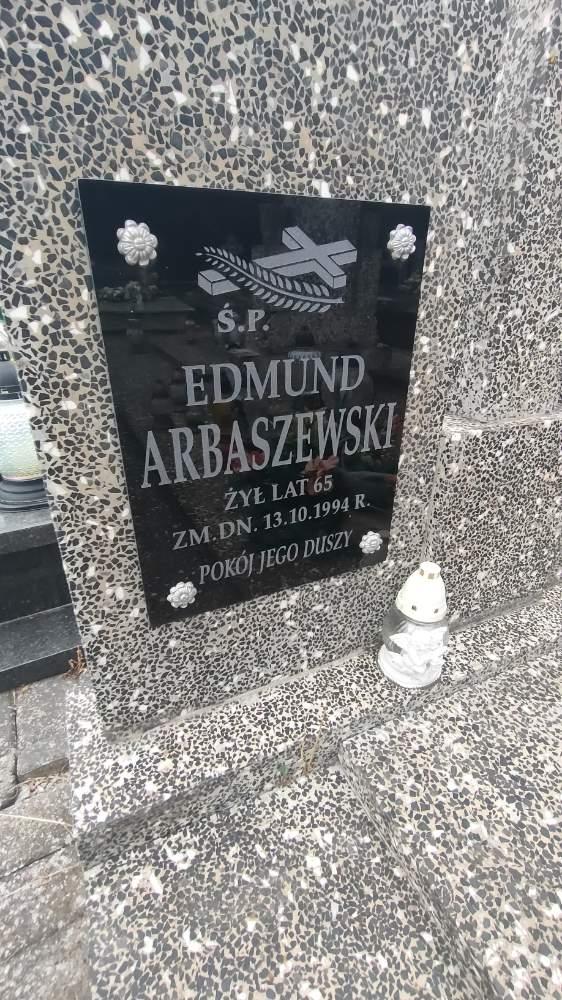 Ś.P.
EDMUND
ARBASZEWSKI
ŻYŁ LAT 65
ZM. DN. 13.10.1994 R.
POKÓJ JEGO DUSZY